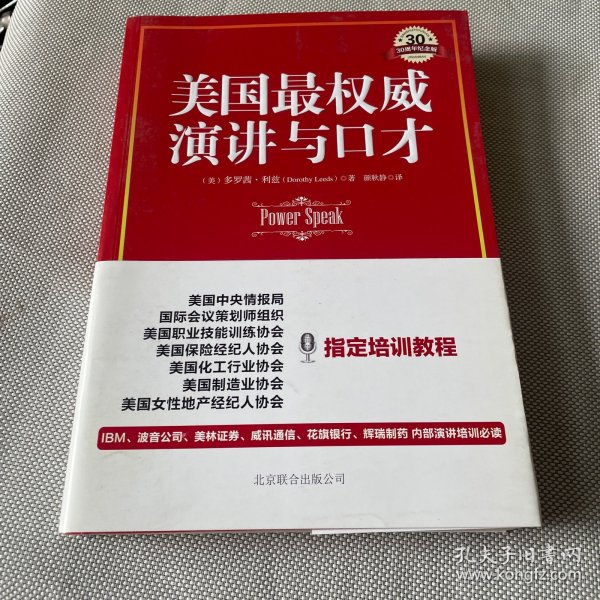 30
30周年纪念版
美国最权威
演讲与口才
(美) 多罗茜·利兹 (Dorothy Leeds) 著 顾秋静 译
Power Speak
美国中央情报局
国际会议策划师组织
美国职业技能训练协会
美国保险经纪人协会
美国化工行业协会
美国制造业协会
美国女性地产经纪人协会
指定培训教程
IBM、波音公司、美林证券、威讯通信、花旗银行、辉瑞制药 内部演讲培训必读
北京联合出版公司
孔夫子旧书网
www.kongfz.com